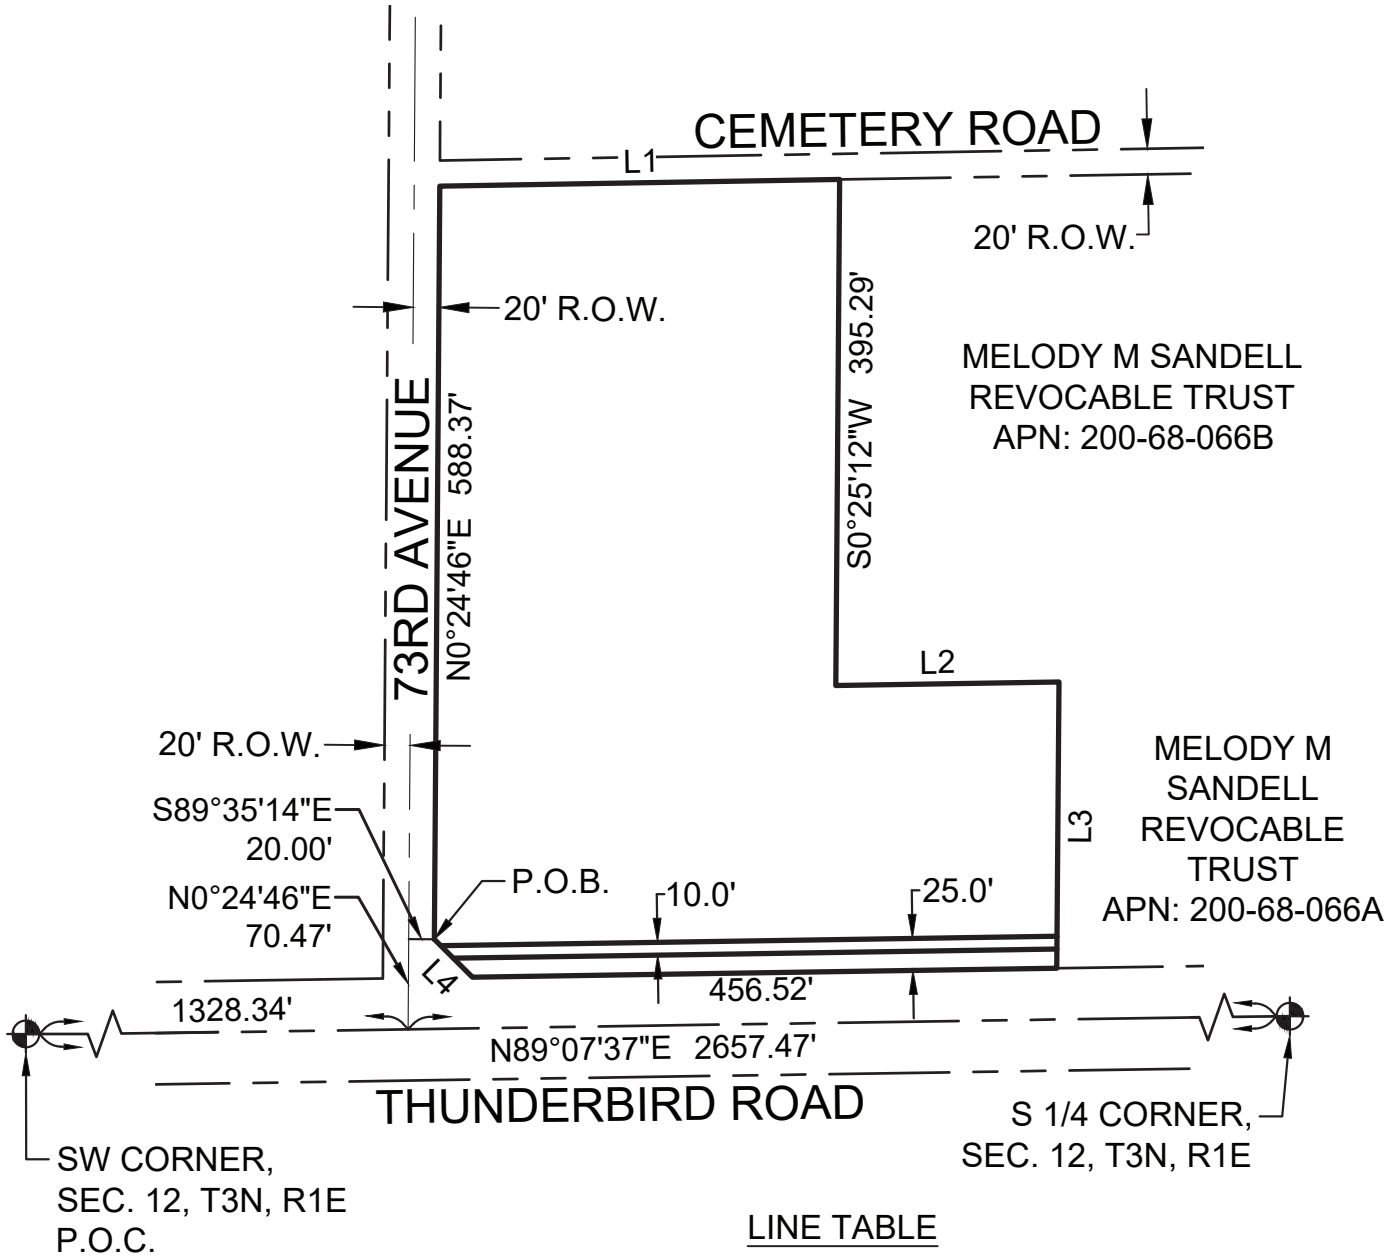 CEMETERY ROAD
L1
20' R.O.W.
20' R.O.W.
S0°25'12"W 395.29'
MELODY M SANDELL
REVOCABLE TRUST
APN: 200-68-066B
73RD AVENUE
N0°24'46"E 588.37'
L2
20' R.O.W.
MELODY M
SANDELL
REVOCABLE
TRUST
APN: 200-68-066A
L3
S89°35'14"E
20.00'
P.O.B.
10.0'
25.0'
N0°24'46"E
70.47'
L4
456.52'
1328.34'
N89°07'37"E 2657.47'
THUNDERBIRD ROAD
S 1/4 CORNER,
SEC. 12, T3N, R1E
SW CORNER,
SEC. 12, T3N, R1E
P.O.C.
LINE TABLE